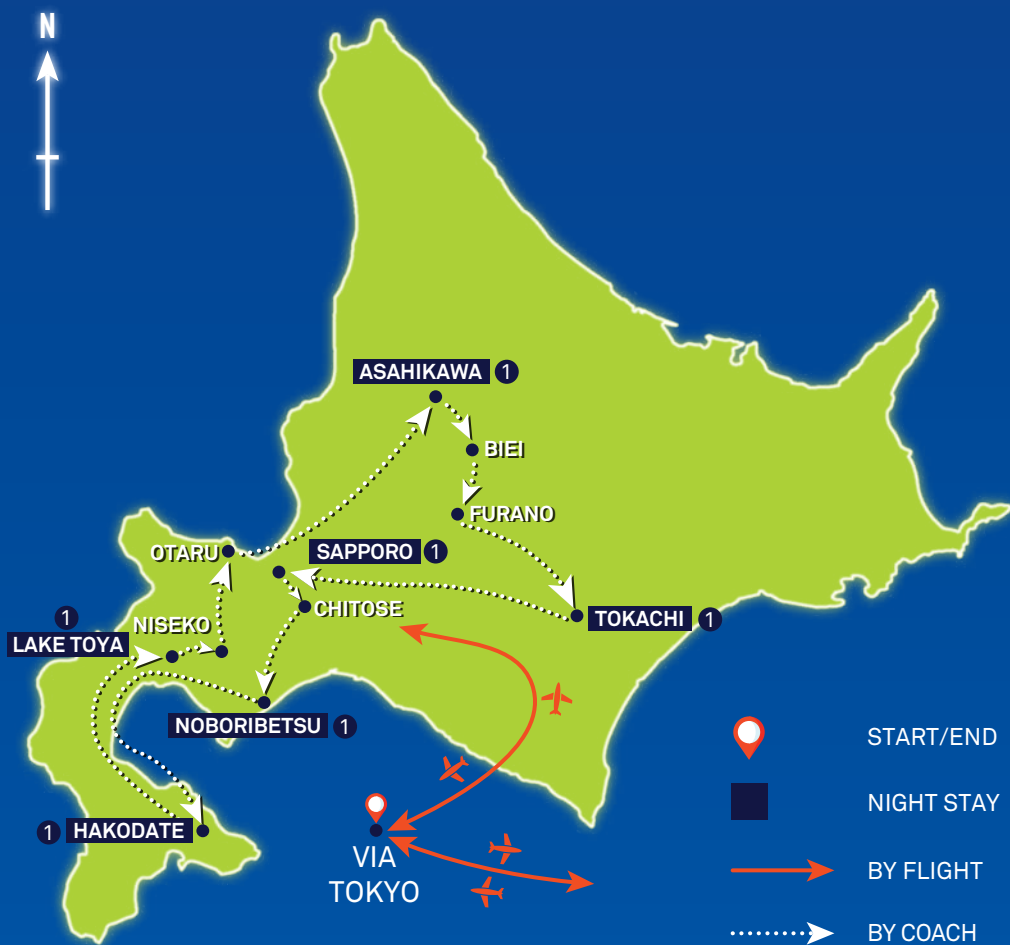 N
ASAHIKAWA 1
BIEI
FURANO
OTARU
SAPPORO 1
CHITOSE
TOKACHI 1
1
NISEKO
LAKE TOYA
NOBORIBETSU 1
1 HAKODATE
VIA
TOKYO
START/END
NIGHT STAY
BY FLIGHT
BY COACH